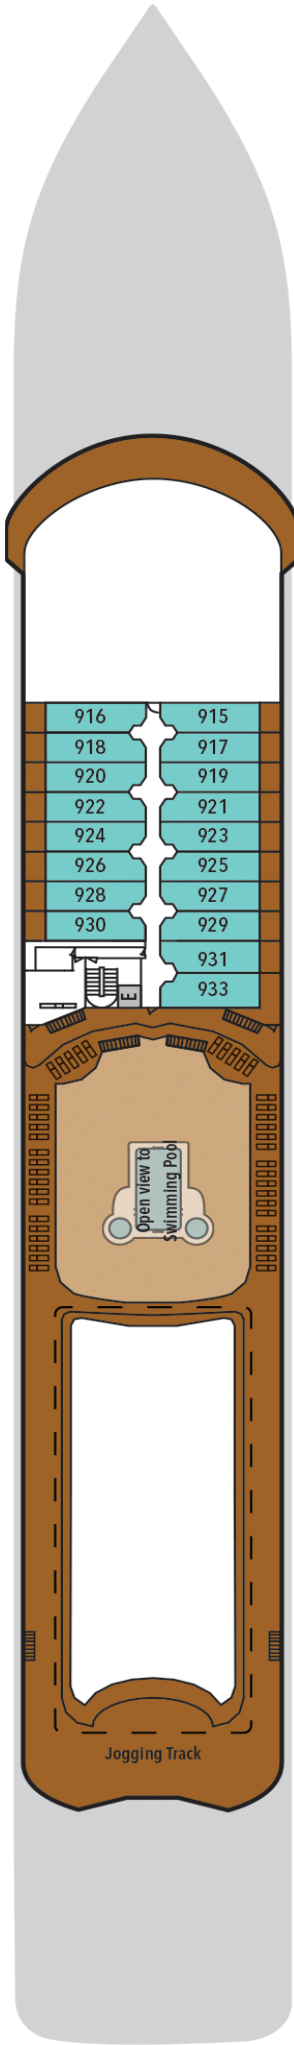 916 915
918 917
920 919
922 921
924 923
926 925
928 927
930 929
931
933
E
Open view to
Swimming Pool
Jogging Track